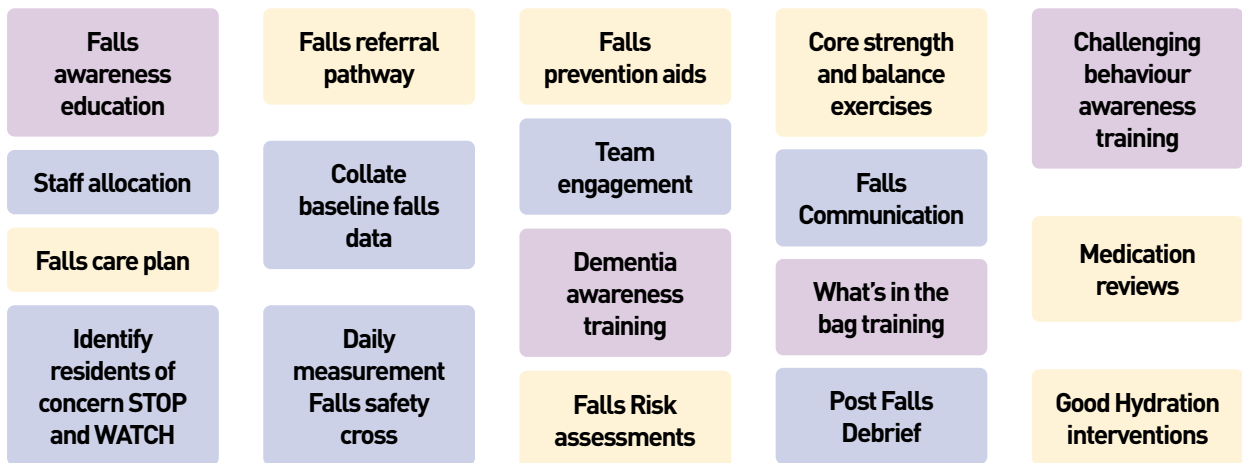 Falls
awareness
education
Staff allocation
Falls care plan
Identify
residents of
concern STOP
and WATCH
Falls referral
pathway
Collate
baseline falls
data
Daily
measurement
Falls safety
cross
Falls
prevention aids
Team
engagement
Dementia
awareness
training
Falls Risk
assessments
Core strength
and balance
exercises
Falls
Communication
What's in the
bag training
Post Falls
Debrief
Challenging
behaviour
awareness
training
Medication
reviews
Good Hydration
interventions